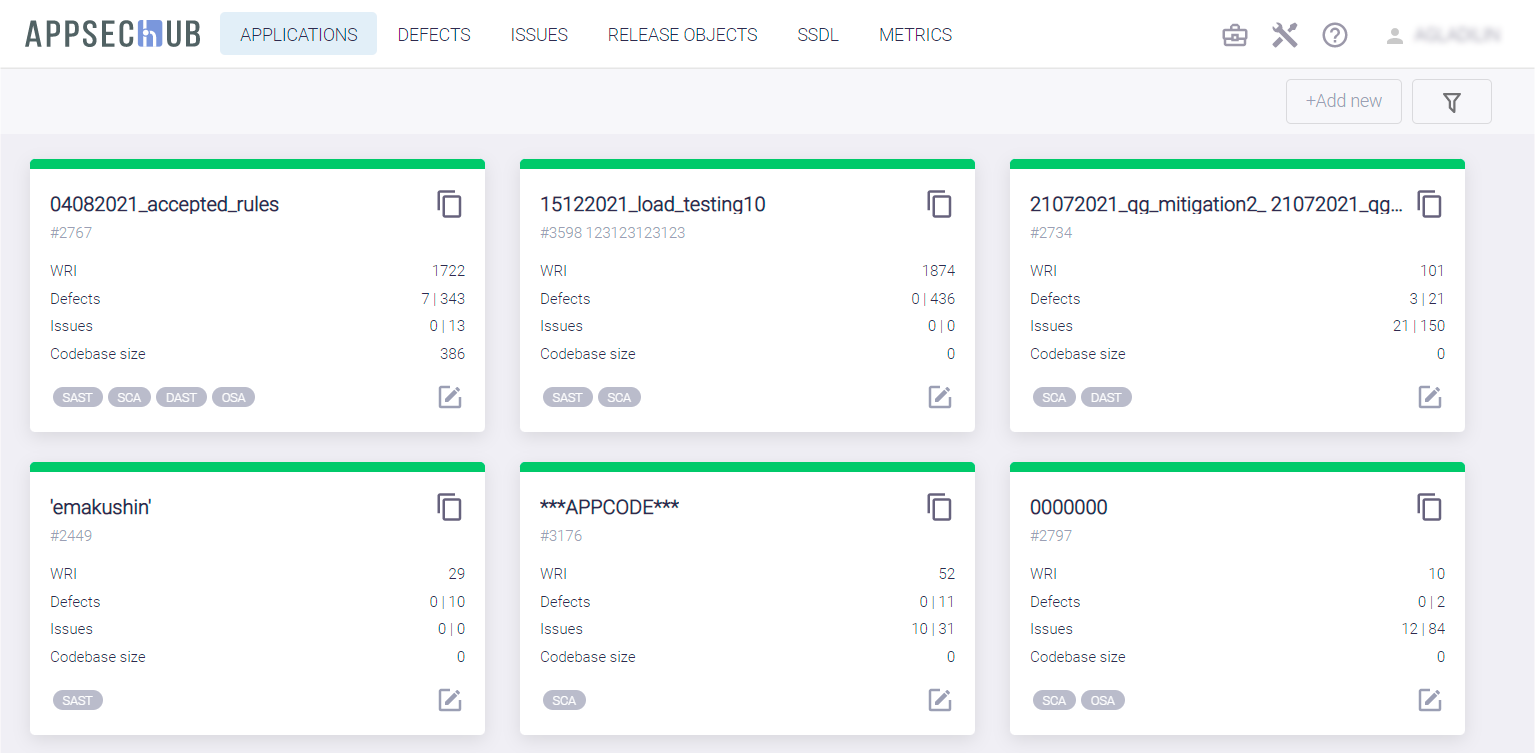 APPSECHUB APPLICATIONS DEFECTS ISSUES RELEASE OBJECTS SSDL METRICS
+Add new
04082021_accepted_rules
#2767
WRI 1722
Defects 7 | 343
Issues 0 | 13
Codebase size 386
SAST SCA DAST OSA
15122021_load_testing10
#3598 123123123123
WRI 1874
Defects 0 | 436
Issues 0 | 0
Codebase size 0
SAST SCA
21072021_qg_mitigation2_ 21072021_qg...
#2734
WRI 101
Defects 3 | 21
Issues 21 | 150
Codebase size 0
SCA DAST
'emakushin'
#2449
WRI 29
Defects 0 | 10
Issues 0 | 0
Codebase size 0
SAST
***APPCODE***
#3176
WRI 52
Defects 0 | 11
Issues 10 | 31
Codebase size 0
SCA
0000000
#2797
WRI 10
Defects 0 | 2
Issues 12 | 84
Codebase size 0
SCA OSA